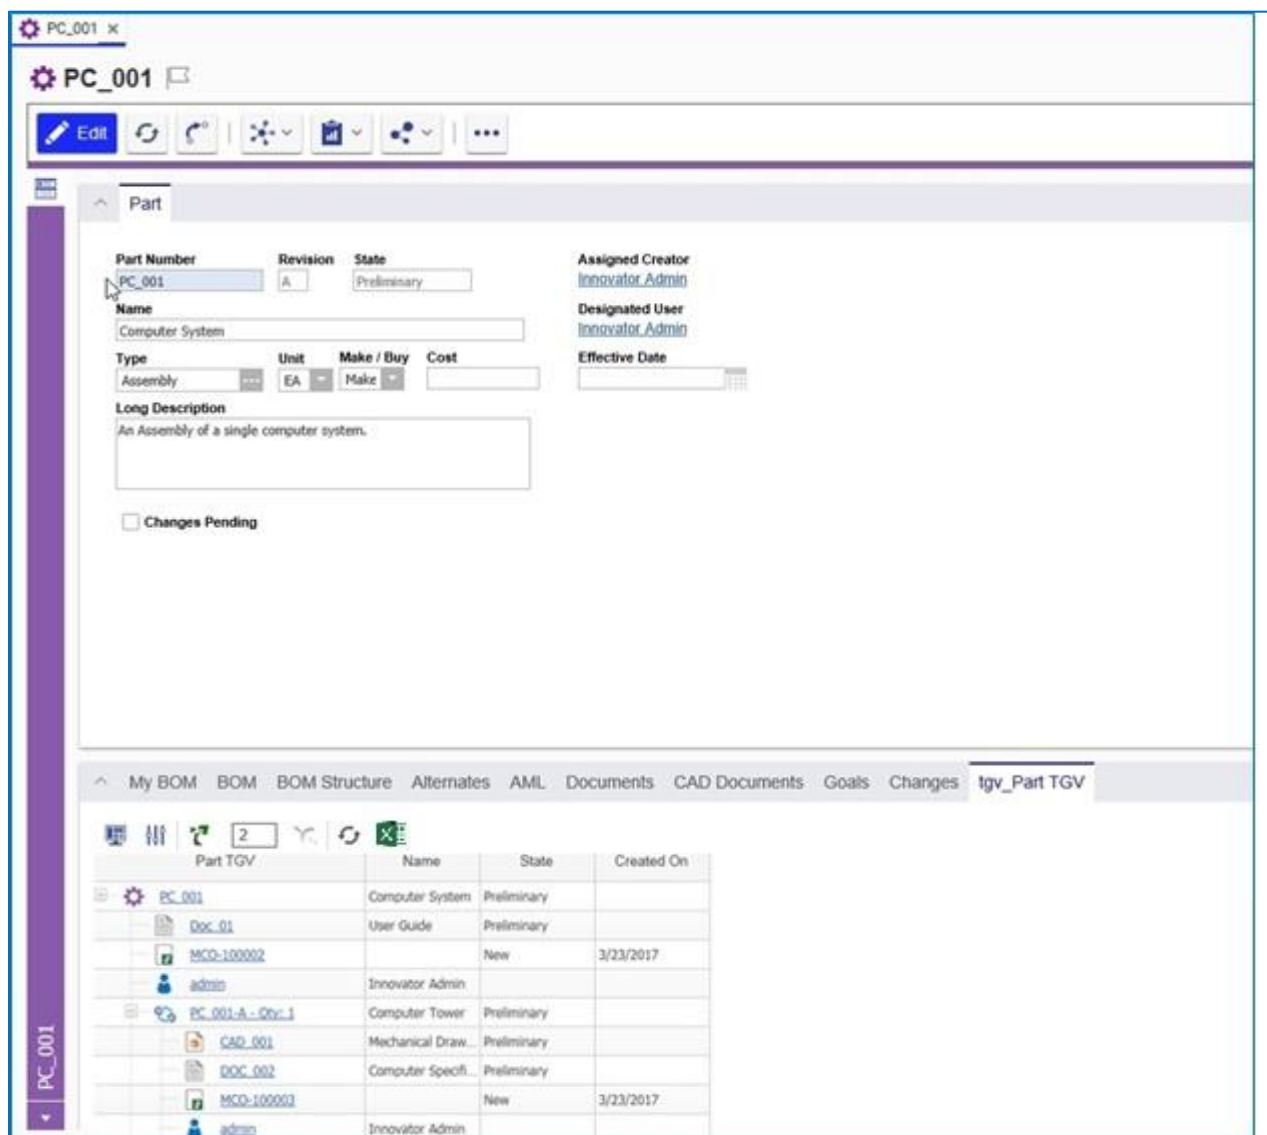 PC_001 ×
PC_001
Edit
Part
Part Number Revision State Assigned Creator
PC_001 A Preliminary Innovator Admin
Name Designated User
Computer System Innovator Admin
Type Unit Make / Buy Cost Effective Date
Assembly EA Make
Long Description
An Assembly of a single computer system.
Changes Pending
My BOM BOM BOM Structure Alternates AML Documents CAD Documents Goals Changes tgv_Part TGV
2
Part TGV Name State Created On
PC_001 Computer System Preliminary
Doc_01 User Guide Preliminary
MCO-100002 New 3/23/2017
admin Innovator Admin
PC_001-A - Qty: 1 Computer Tower Preliminary
CAD_001 Mechanical Draw... Preliminary
DOC_002 Computer Specifi... Preliminary
MCO-100003 New 3/23/2017
admin Innovator Admin
PC_001